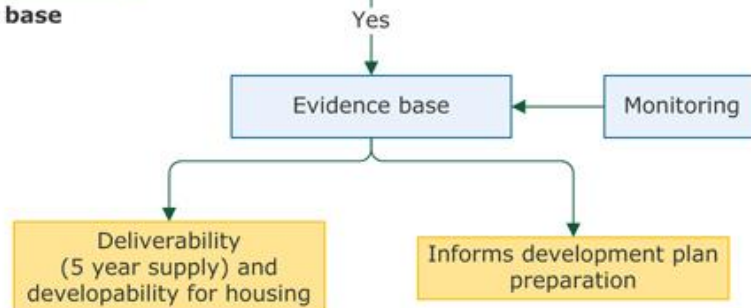 base
Yes
Evidence base
Monitoring
Deliverability
(5 year supply) and
developability for housing
Informs development plan
preparation